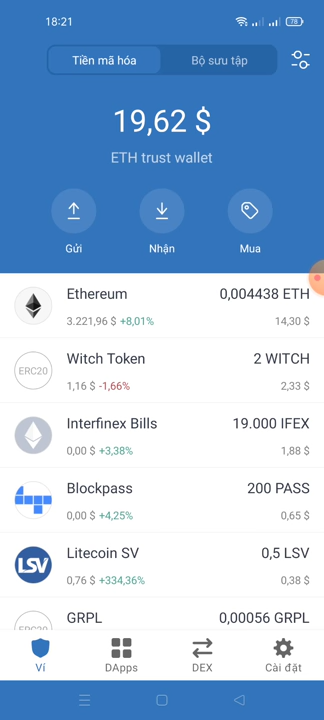 18:21
78
Tiền mã hóa
Bộ sưu tập
19,62 $
ETH trust wallet
Gửi
Nhận
Mua
Ethereum
0,004438 ETH
3.221,96 $ +8,01%
14,30 $
ERC20
Witch Token
2 WITCH
1,16 $ -1,66%
2,33 $
Interfinex Bills
19.000 IFEX
0,00 $ +3,38%
1,88 $
Blockpass
200 PASS
0,00 $ +4,25%
0,65 $
LSV
Litecoin SV
0,5 LSV
0,76 $ +334,36%
0,38 $
ERC20
GRPL
0,00056 GRPL
Ví
DApps
DEX
Cài đặt